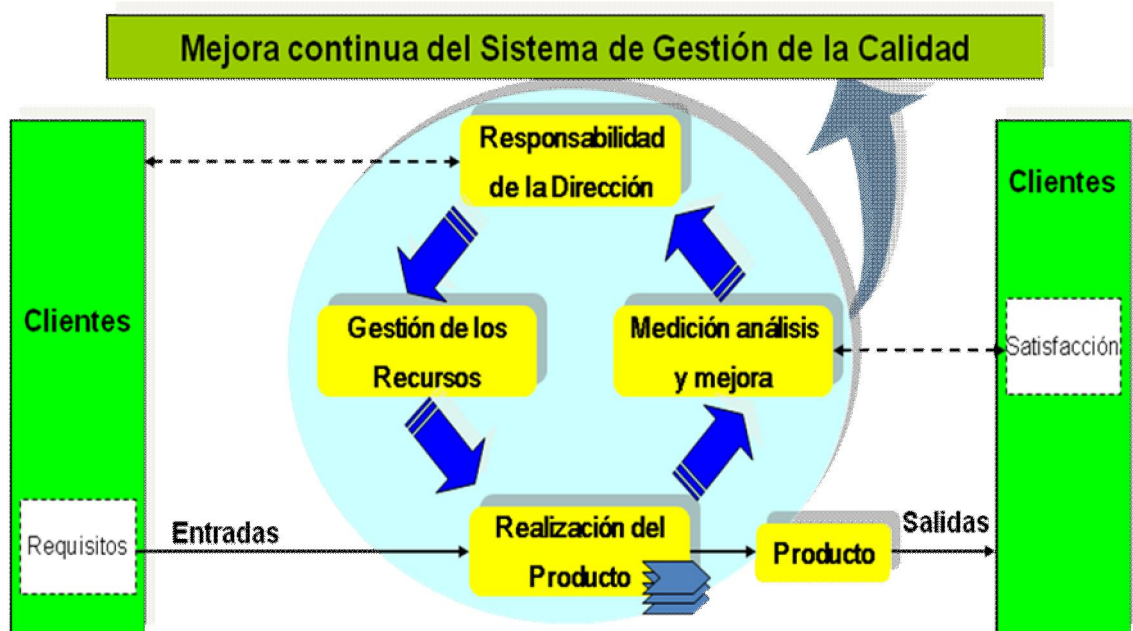 Mejora continua del Sistema de Gestión de la Calidad
Responsabilidad
de la Dirección
Clientes
Clientes
Gestión de los
Recursos
Medición análisis
y mejora
Satisfacción
Requisitos
Entradas
Realización del
Producto
Producto
Salidas